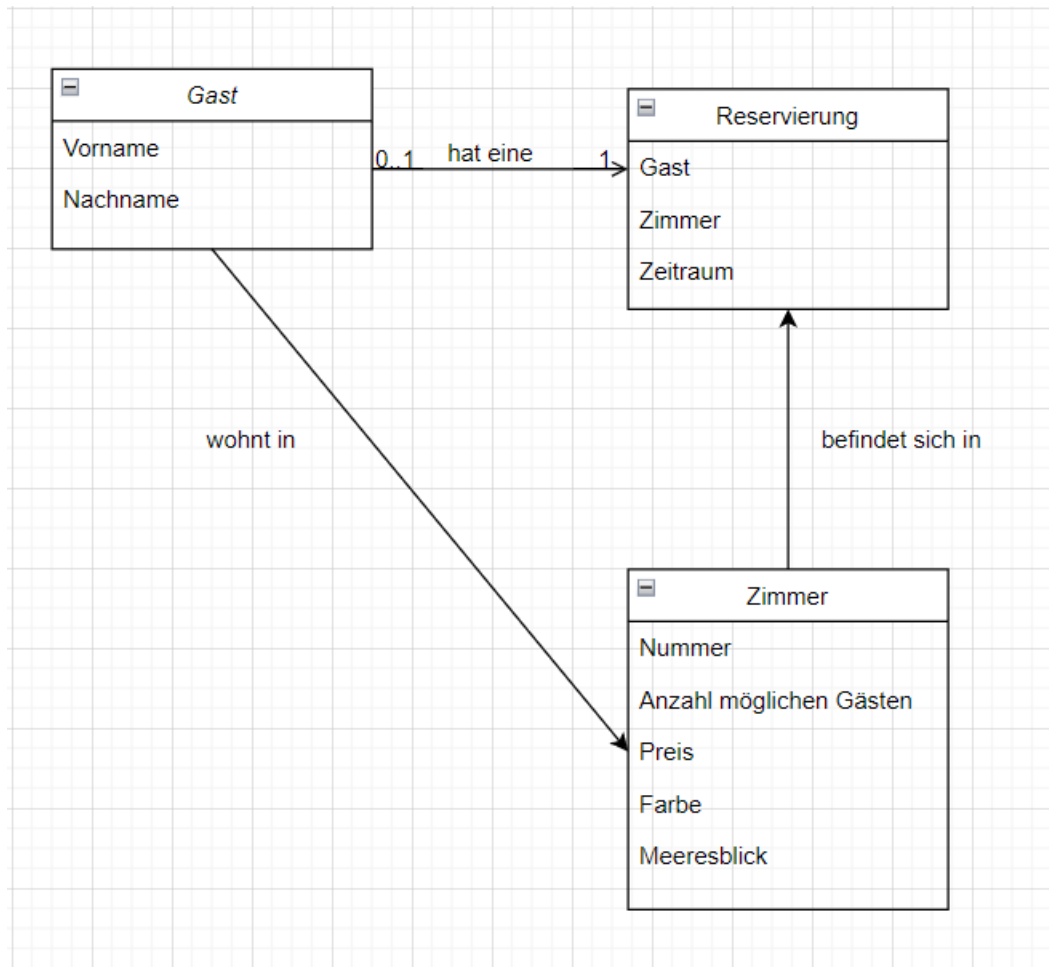 Gast
Vorname
Nachname
0..1 hat eine 1
Reservierung
Gast
Zimmer
Zeitraum
wohnt in
befindet sich in
Zimmer
Nummer
Anzahl möglichen Gästen
Preis
Farbe
Meeresblick